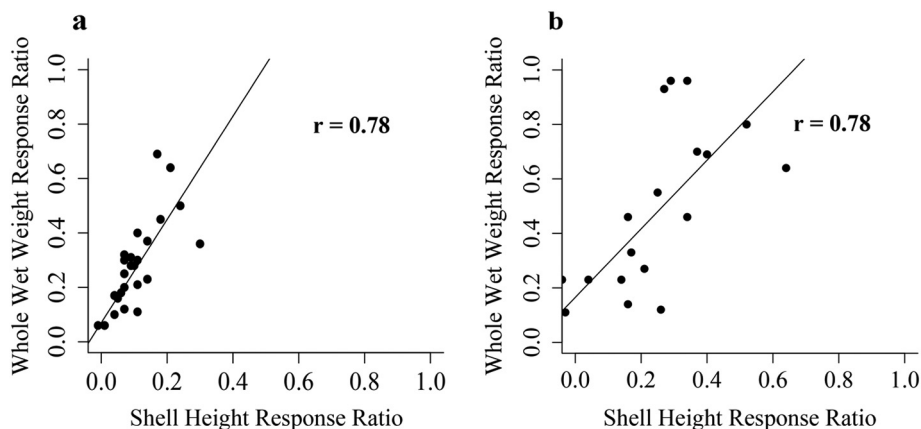 a
Whole Wet Weight Response Ratio
1.0
0.8
0.6
0.4
0.2
0.0
r = 0.78
0.0 0.2 0.4 0.6 0.8 1.0
Shell Height Response Ratio
b
Whole Wet Weight Response Ratio
1.0
0.8
0.6
0.4
0.2
0.0
r = 0.78
0.0 0.2 0.4 0.6 0.8 1.0
Shell Height Response Ratio